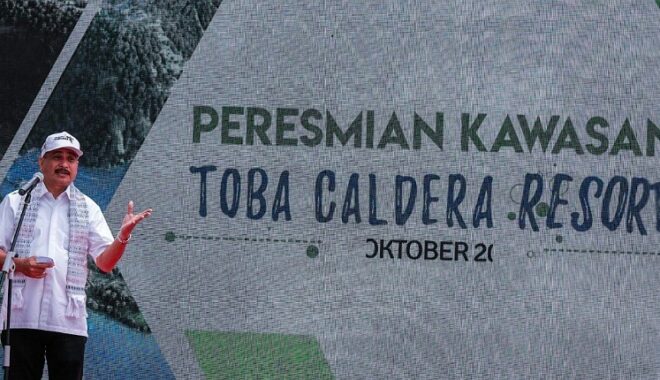 PERESMIAN KAWASAN
TOBA CALDERA RESORT
OKTOBER 20